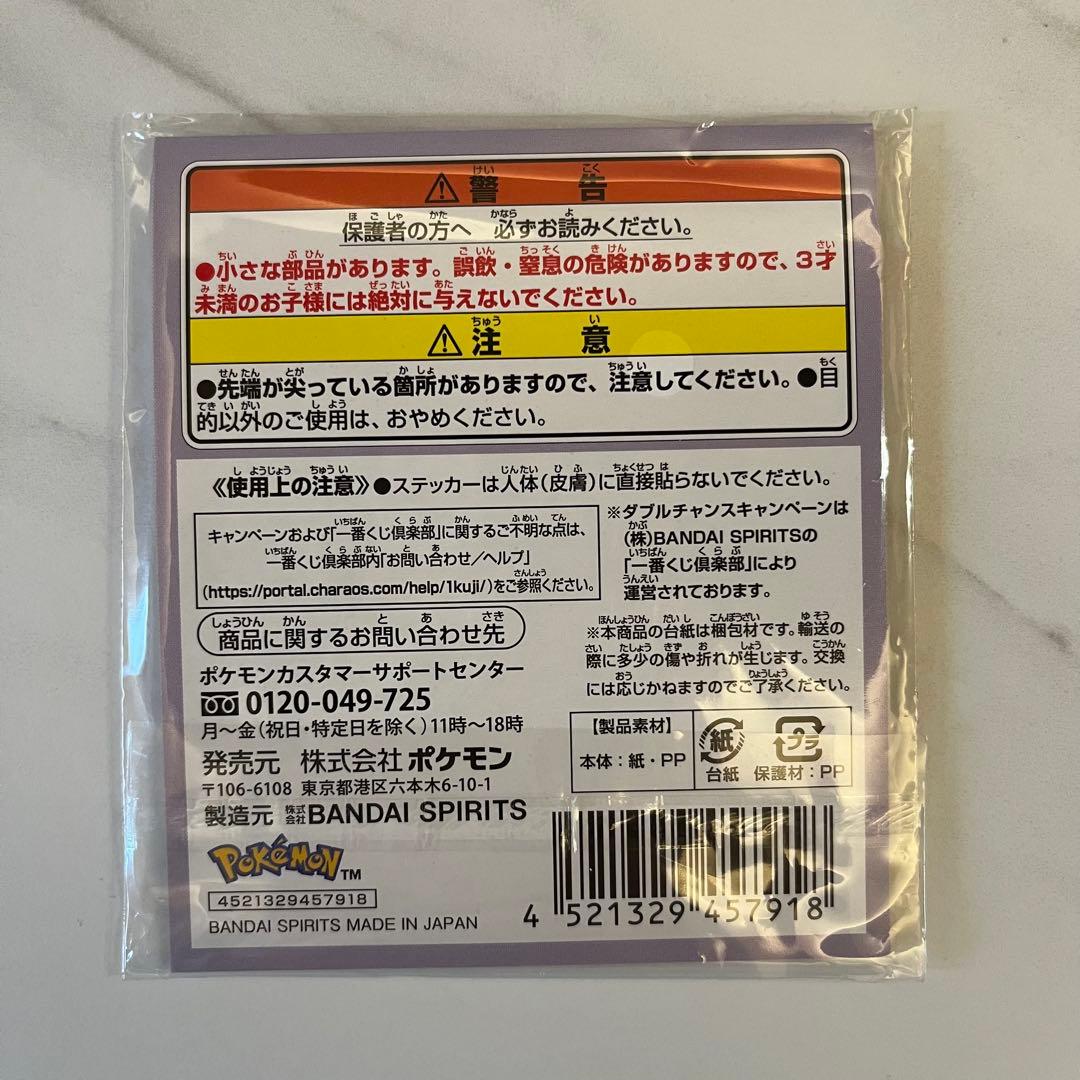 ⚠警告
保護者の方へ 必ずお読みください。
●小さな部品があります。誤飲・窒息の危険がありますので、3才
未満のお子様には絶対に与えないでください。
⚠注意
●先端が尖っている箇所がありますので、注意してください。●目
的以外のご使用は、おやめください。
《使用上の注意》●ステッカーは人体(皮膚)に直接貼らないでください。
キャンペーンおよび「一番くじ倶楽部」に関するご不明な点は、
一番くじ倶楽部内「お問い合わせ/ヘルプ」
(https://portal.charaos.com/help/1kuji/)をご参照ください。
※ダブルチャンスキャンペーンは
(株)BANDAI SPIRITSの
「一番くじ倶楽部」により
運営されております。
商品に関するお問い合わせ先
ポケモンカスタマーサポートセンター
0120-049-725
月~金(祝日・特定日を除く)11時~18時
発売元 株式会社 ポケモン
〒106-6108 東京都港区六本木6-10-1
製造元 株式会社BANDAI SPIRITS
※本商品の台紙は梱包材です。輸送の
際に多少の傷や折れが生じます。交換
には応じかねますのでご了承ください。
【製品素材】
本体:紙・PP
紙
台紙
プラ
保護材:PP
POKéMON™
4521329457918
BANDAI SPIRITS MADE IN JAPAN
4 521329 457918